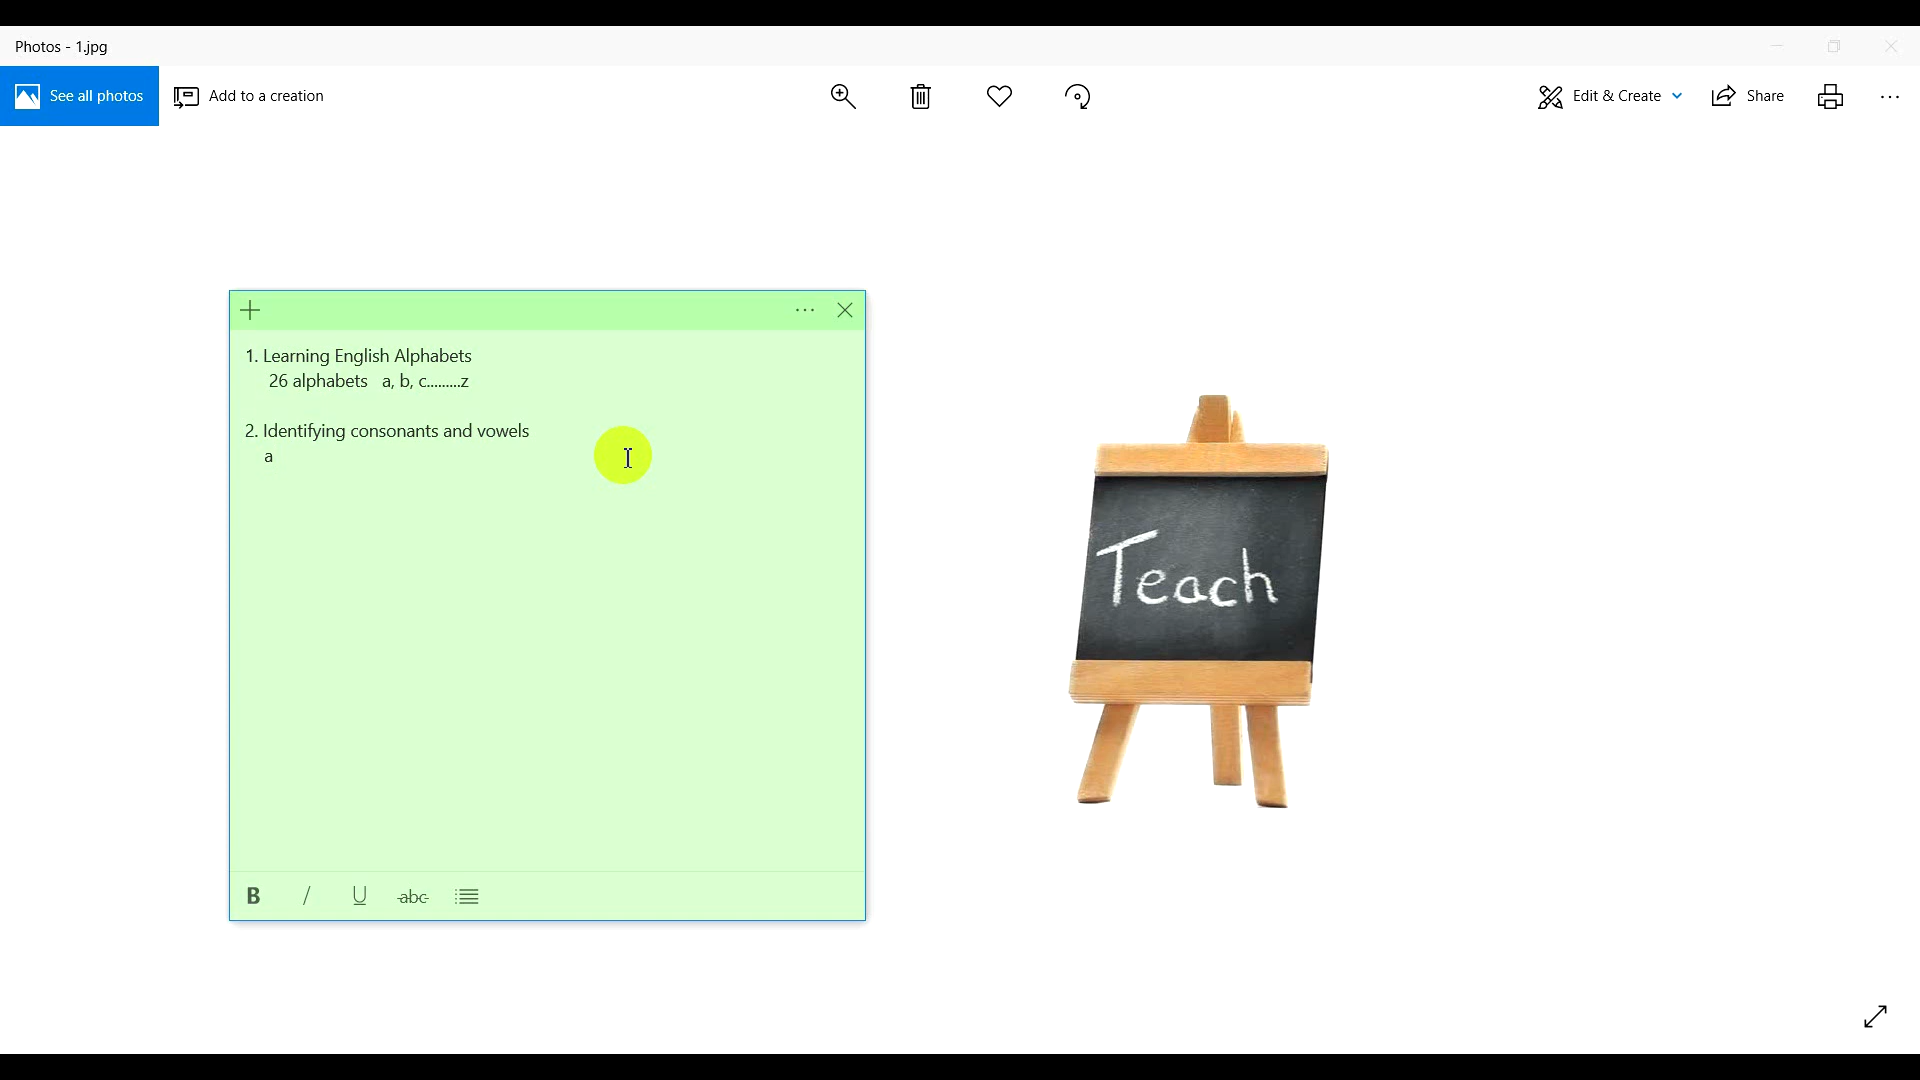 Photos - 1.jpg
See all photos
Add to a creation
Edit & Create
Share
1. Learning English Alphabets
26 alphabets a, b, c.........z
2. Identifying consonants and vowels
a
Teach
B / U abc